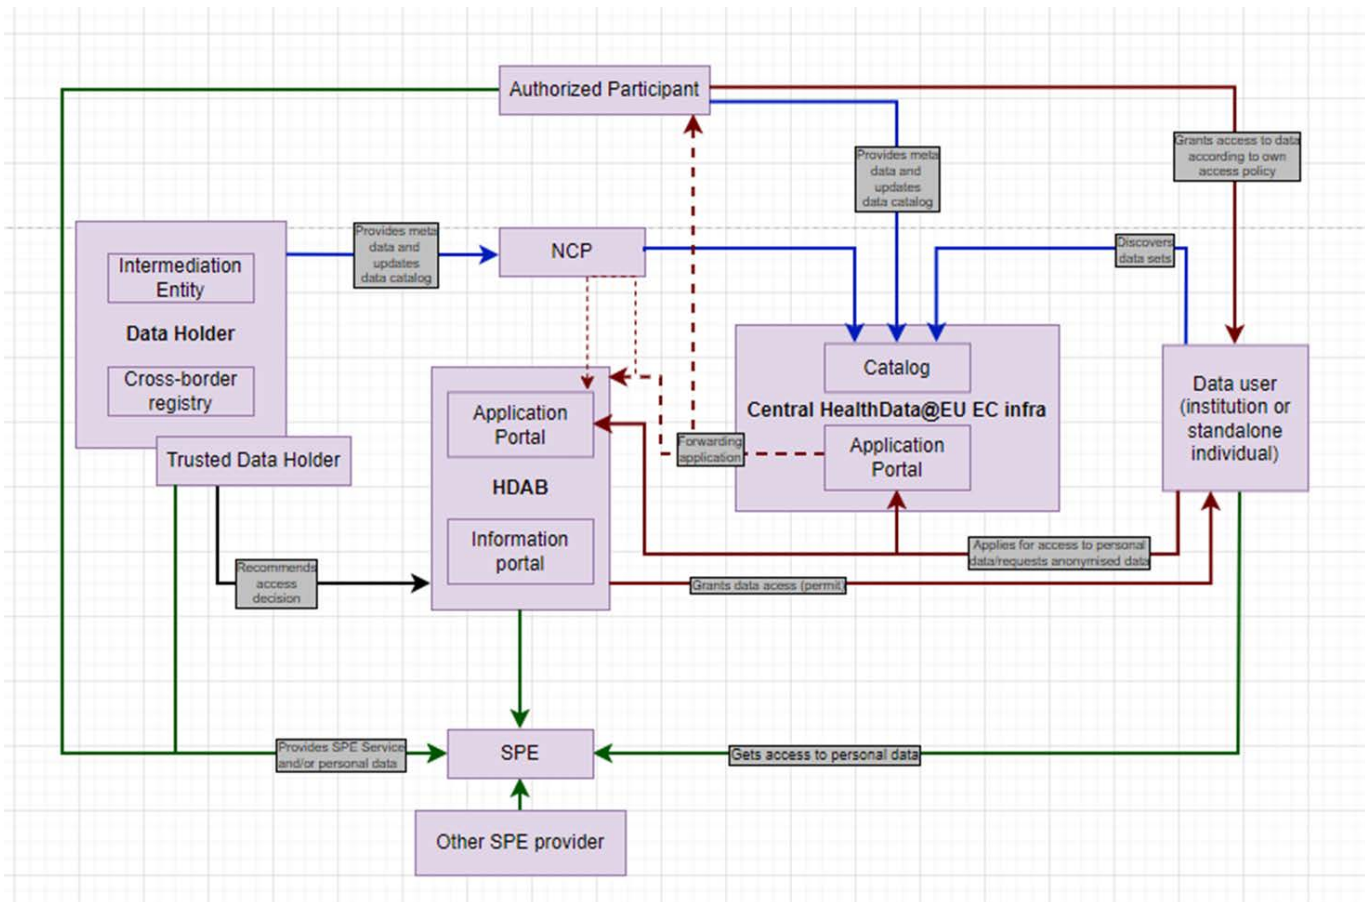 Authorized Participant
Grants access to data
according to own
access policy
Provides meta
data and
updates
data catalog
Provides meta
data and
updates
data catalog
NCP
Discovers
data sets
Intermediation
Entity
Data Holder
Cross-border
registry
Trusted Data Holder
Application
Portal
HDAB
Information
portal
Forwarding
application
Catalog
Central HealthData@EU EC infra
Application
Portal
Data user
(institution or
standalone
individual)
Applies for access to personal
data/requests anonymised data
Recommends
access
decision
Grants data acess (permit)
Provides SPE Service
and/or personal data
SPE
Gets access to personal data
Other SPE provider